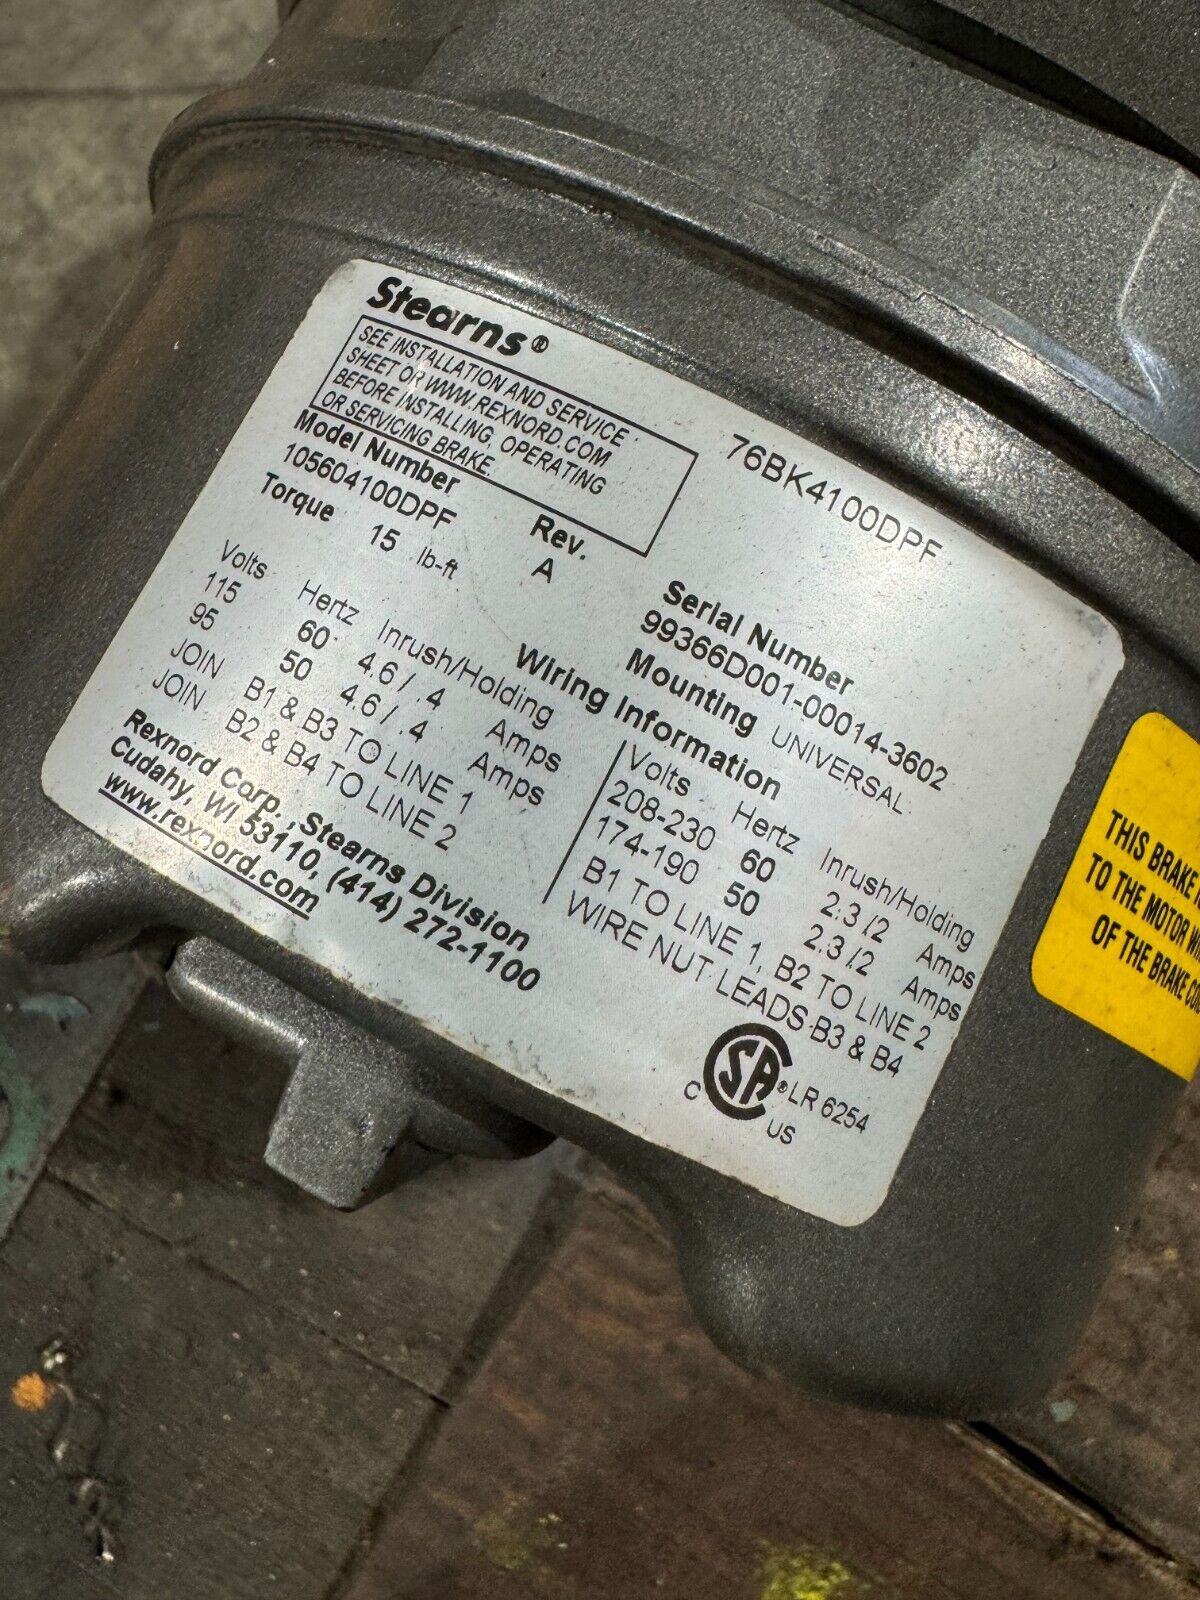 Stearns®
SEE INSTALLATION AND SERVICE
SHEET OR WWW.REXNORD.COM
BEFORE INSTALLING, OPERATING
OR SERVICING BRAKE.
76BK4100DPF
Model Number
105604100DPF
Rev.
A
Serial Number
99366D001-00014-3602
Torque 15 lb-ft
Mounting UNIVERSAL
Wiring Information
Volts Hertz Inrush/Holding
115 60 4.6 / .4 Amps
95 50 4.6 / .4 Amps
JOIN B1 & B3 TO LINE 1
JOIN B2 & B4 TO LINE 2
Volts Hertz Inrush/Holding
208-230 60 2.3 /.2 Amps
174-190 50 2.3 /.2 Amps
B1 TO LINE 1, B2 TO LINE 2
WIRE NUT LEADS B3 & B4
Rexnord Corp., Stearns Division
Cudahy, WI 53110, (414) 272-1100
www.rexnord.com
C SA® US LR 6254
THIS BRAKE
TO THE MOTOR
OF THE BRAKE